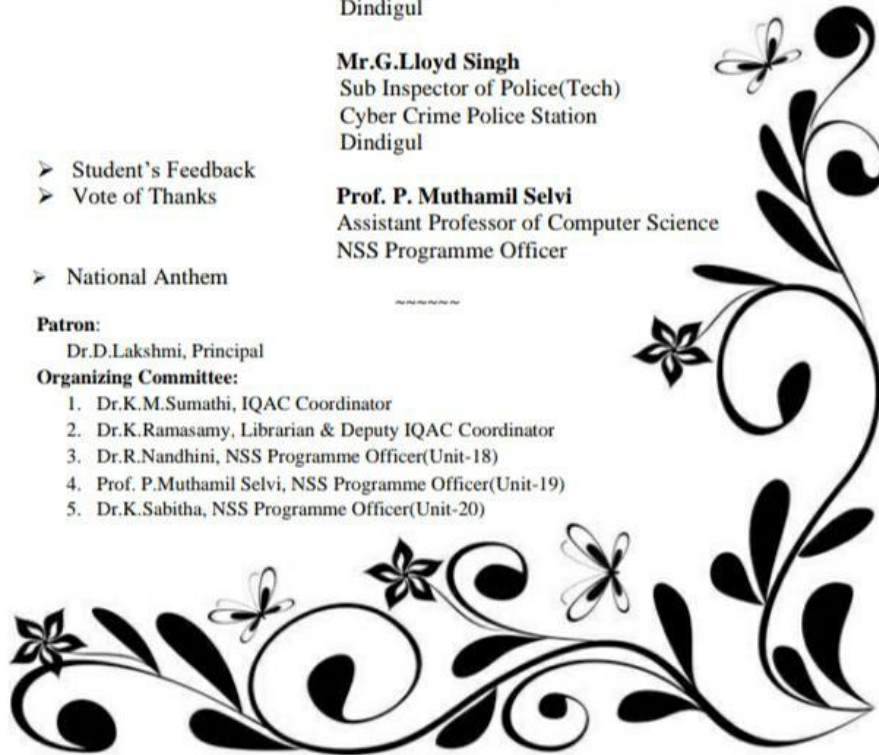 Dindigul
Mr.G.Lloyd Singh
Sub Inspector of Police(Tech)
Cyber Crime Police Station
Dindigul
➢ Student's Feedback
➢ Vote of Thanks Prof. P. Muthamil Selvi
Assistant Professor of Computer Science
NSS Programme Officer
➢ National Anthem
~~~~~~
Patron:
Dr.D.Lakshmi, Principal
Organizing Committee:
1. Dr.K.M.Sumathi, IQAC Coordinator
2. Dr.K.Ramasamy, Librarian & Deputy IQAC Coordinator
3. Dr.R.Nandhini, NSS Programme Officer(Unit-18)
4. Prof. P.Muthamil Selvi, NSS Programme Officer(Unit-19)
5. Dr.K.Sabitha, NSS Programme Officer(Unit-20)